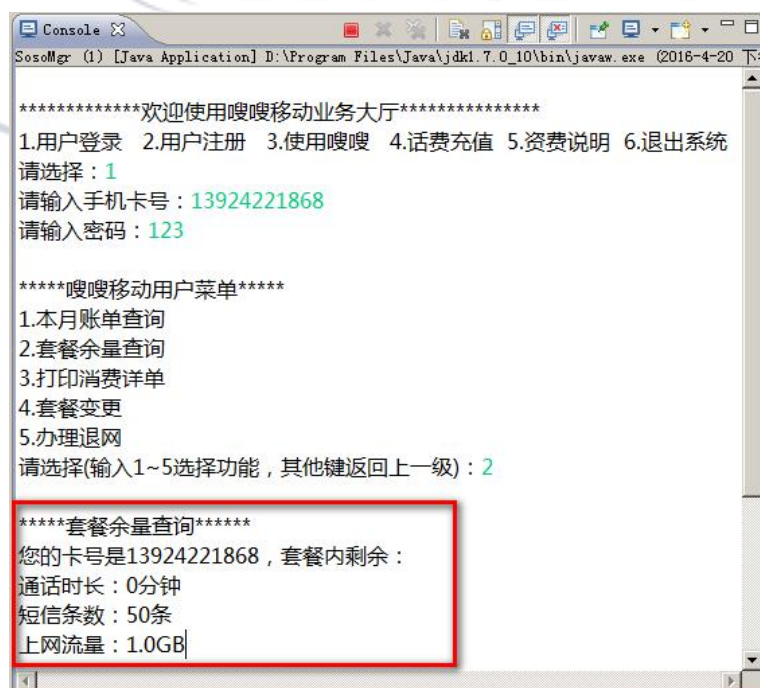 Console
SosoMgr (1) [Java Application] D:\Program Files\Java\jdk1.7.0_10\bin\javaw.exe (2016-4-20 下午
*************欢迎使用嗖嗖移动业务大厅***************
1.用户登录 2.用户注册 3.使用嗖嗖 4.话费充值 5.资费说明 6.退出系统
请选择：1
请输入手机卡号：13924221868
请输入密码：123
*****嗖嗖移动用户菜单*****
1.本月账单查询
2.套餐余量查询
3.打印消费详单
4.套餐变更
5.办理退网
请选择(输入1~5选择功能，其他键返回上一级)：2
*****套餐余量查询******
您的卡号是13924221868，套餐内剩余：
通话时长：0分钟
短信条数：50条
上网流量：1.0GB